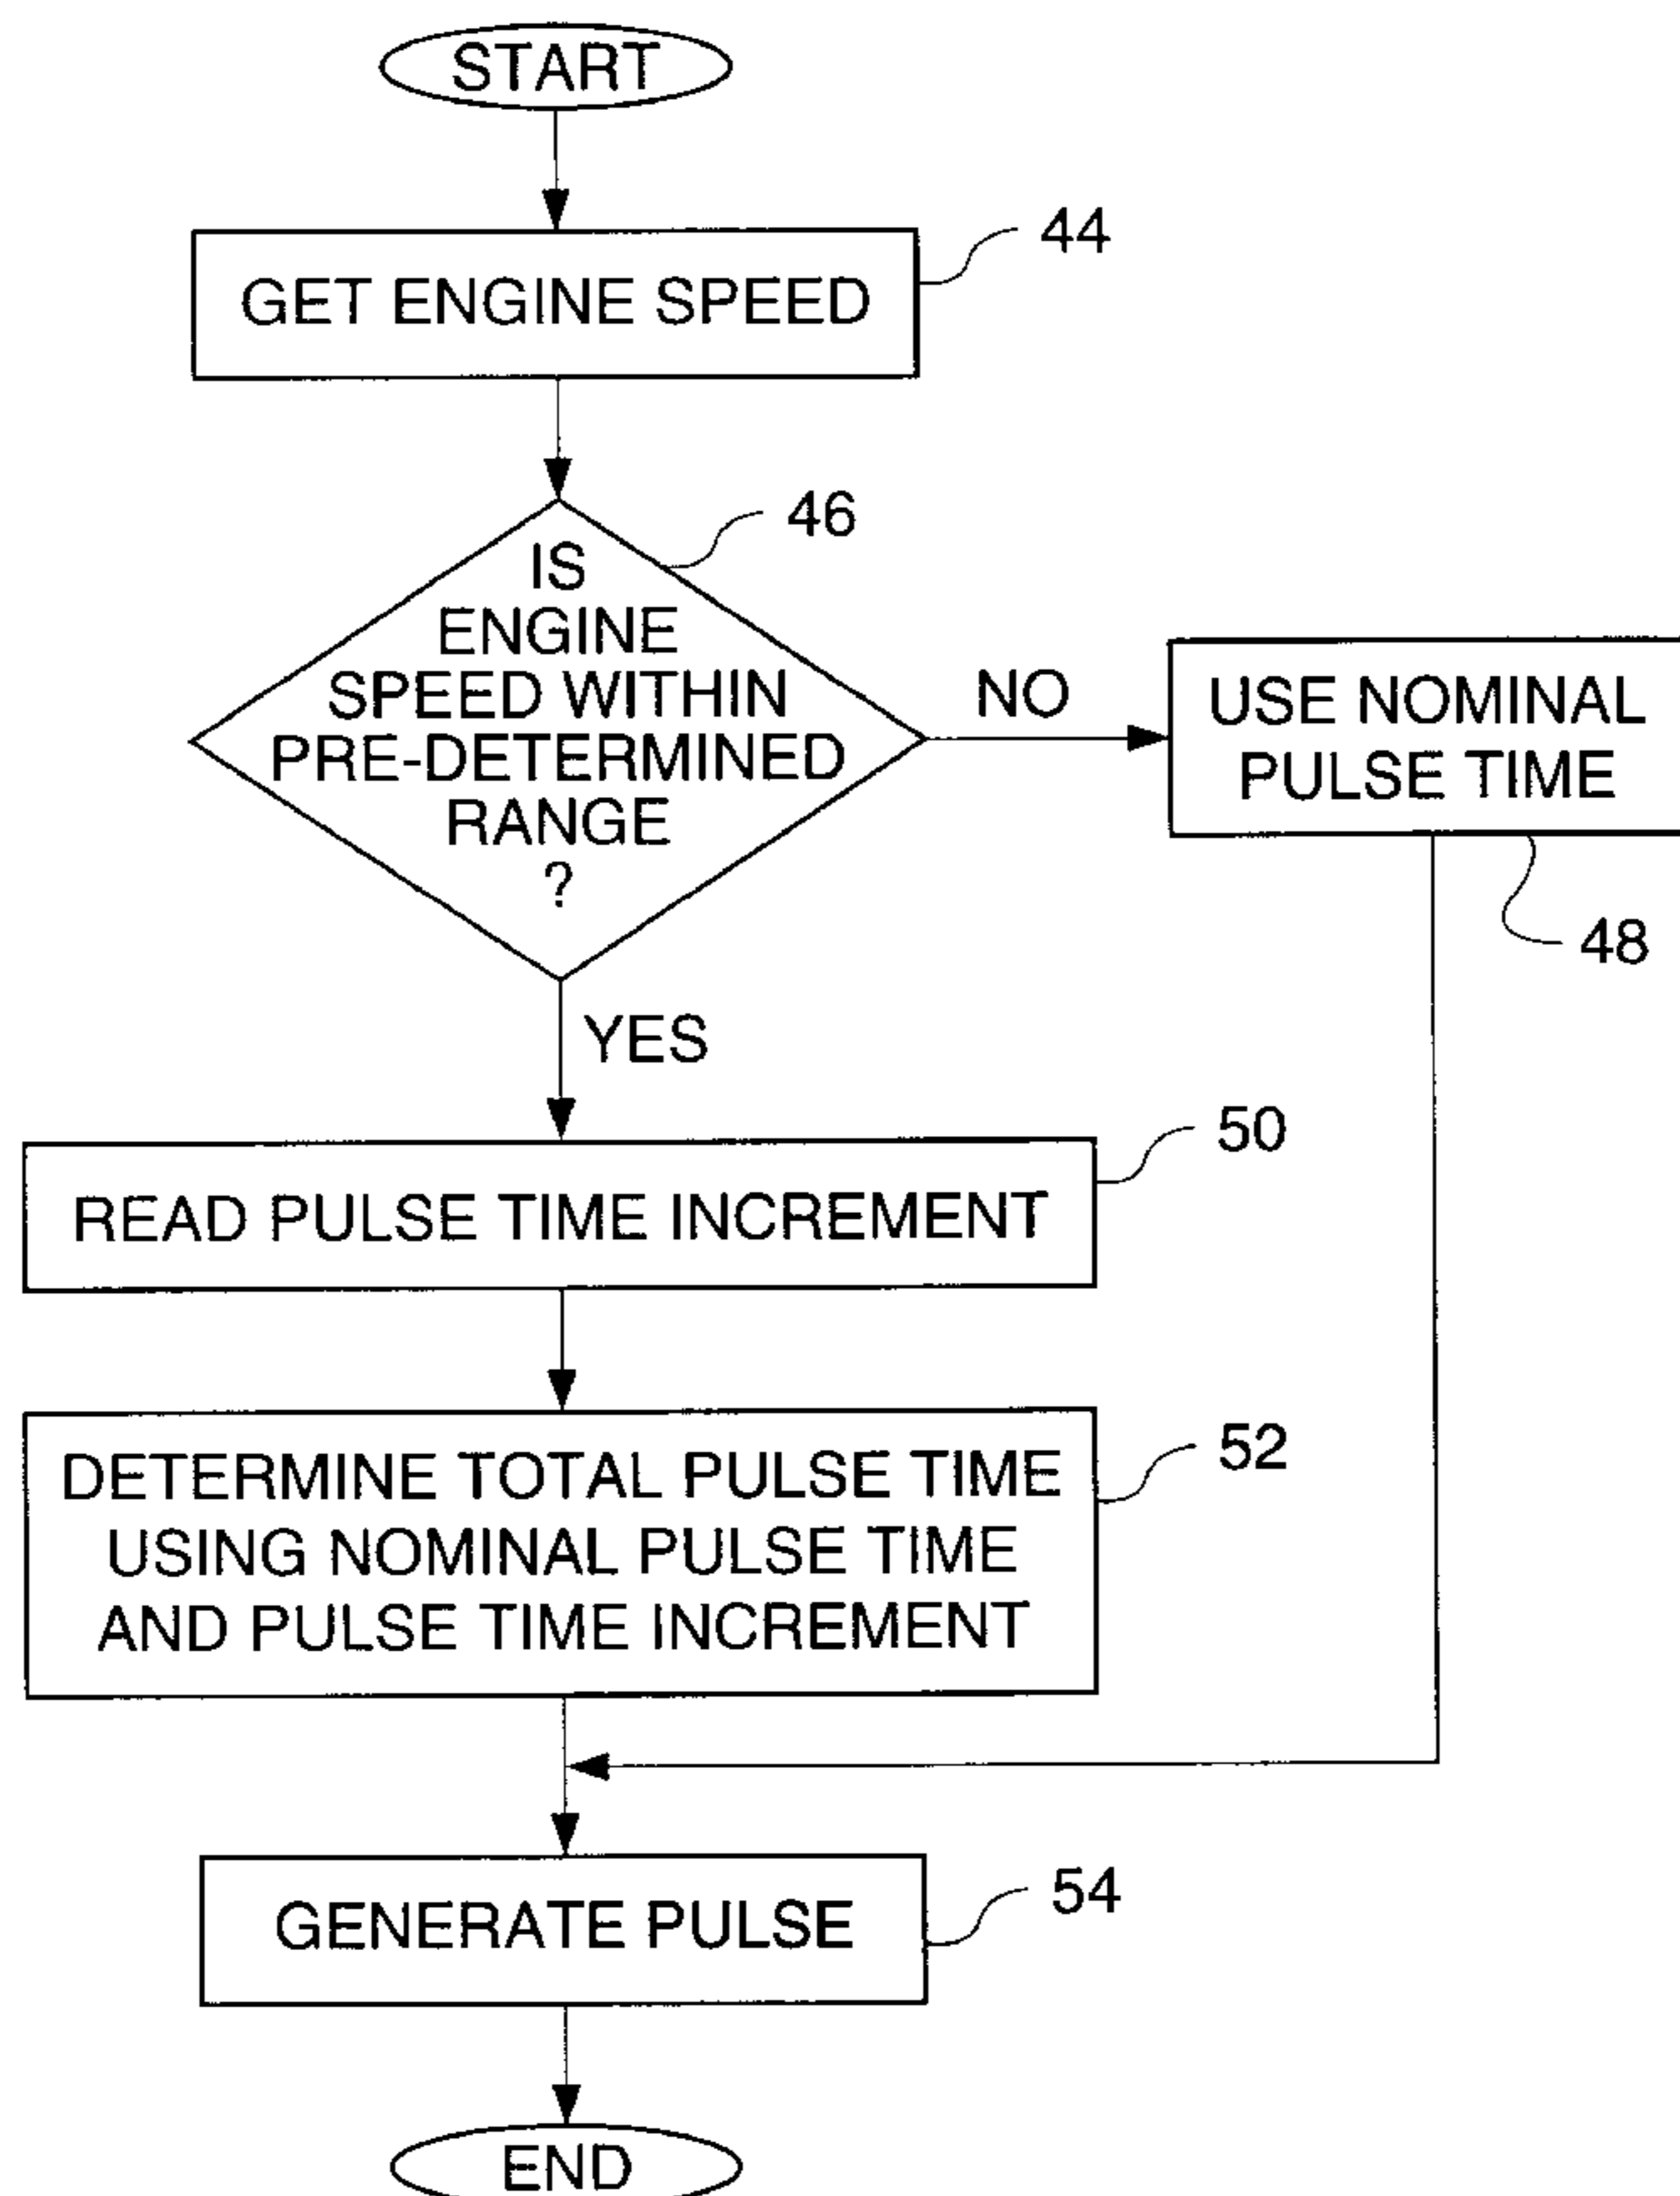 START
GET ENGINE SPEED
44
IS
ENGINE
SPEED WITHIN
PRE-DETERMINED
RANGE
?
46
NO
USE NOMINAL
PULSE TIME
48
YES
READ PULSE TIME INCREMENT
50
DETERMINE TOTAL PULSE TIME
USING NOMINAL PULSE TIME
AND PULSE TIME INCREMENT
52
GENERATE PULSE
54
END